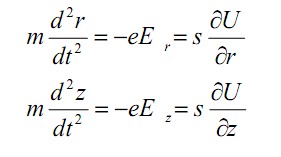 m d²r/dt² = -eE r = s ∂U/∂r
m d²z/dt² = -eE z = s ∂U/∂z